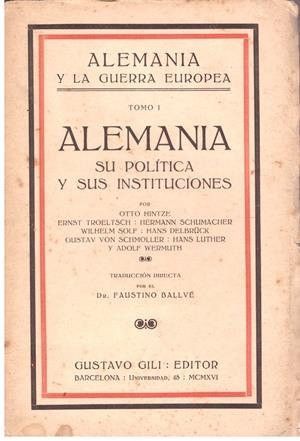 ALEMANIA
Y LA GUERRA EUROPEA
TOMO I
ALEMANIA
SU POLÍTICA
Y SUS INSTITUCIONES
POR
OTTO HINTZE
ERNST TROELTSCH : HERMANN SCHUMACHER
WILHELM SOLF : HANS DELBRÜCK
GUSTAV VON SCHMOLLER : HANS LUTHER
Y ADOLF WERMUTH
TRADUCCIÓN DIRECTA
POR EL
DR. FAUSTINO BALLVÉ
GUSTAVO GILI : EDITOR
BARCELONA : Universidad, 45 : MCMXVI